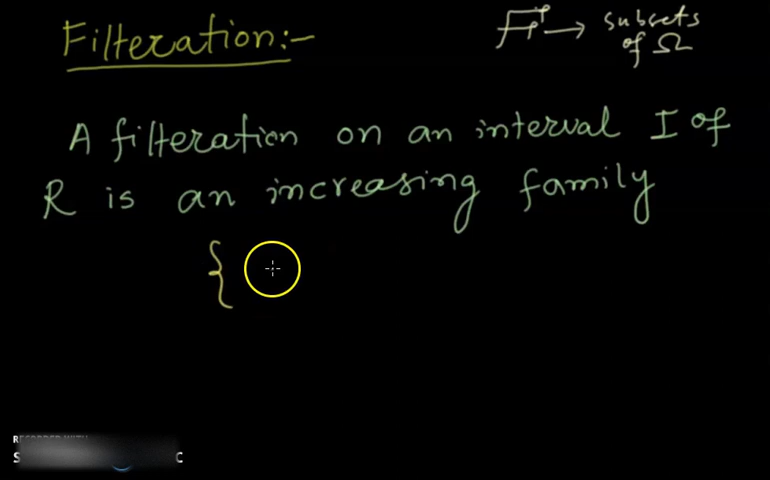 Filteration:-
subsets
of Ω
A filteration on an interval I of
R is an increasing family
{